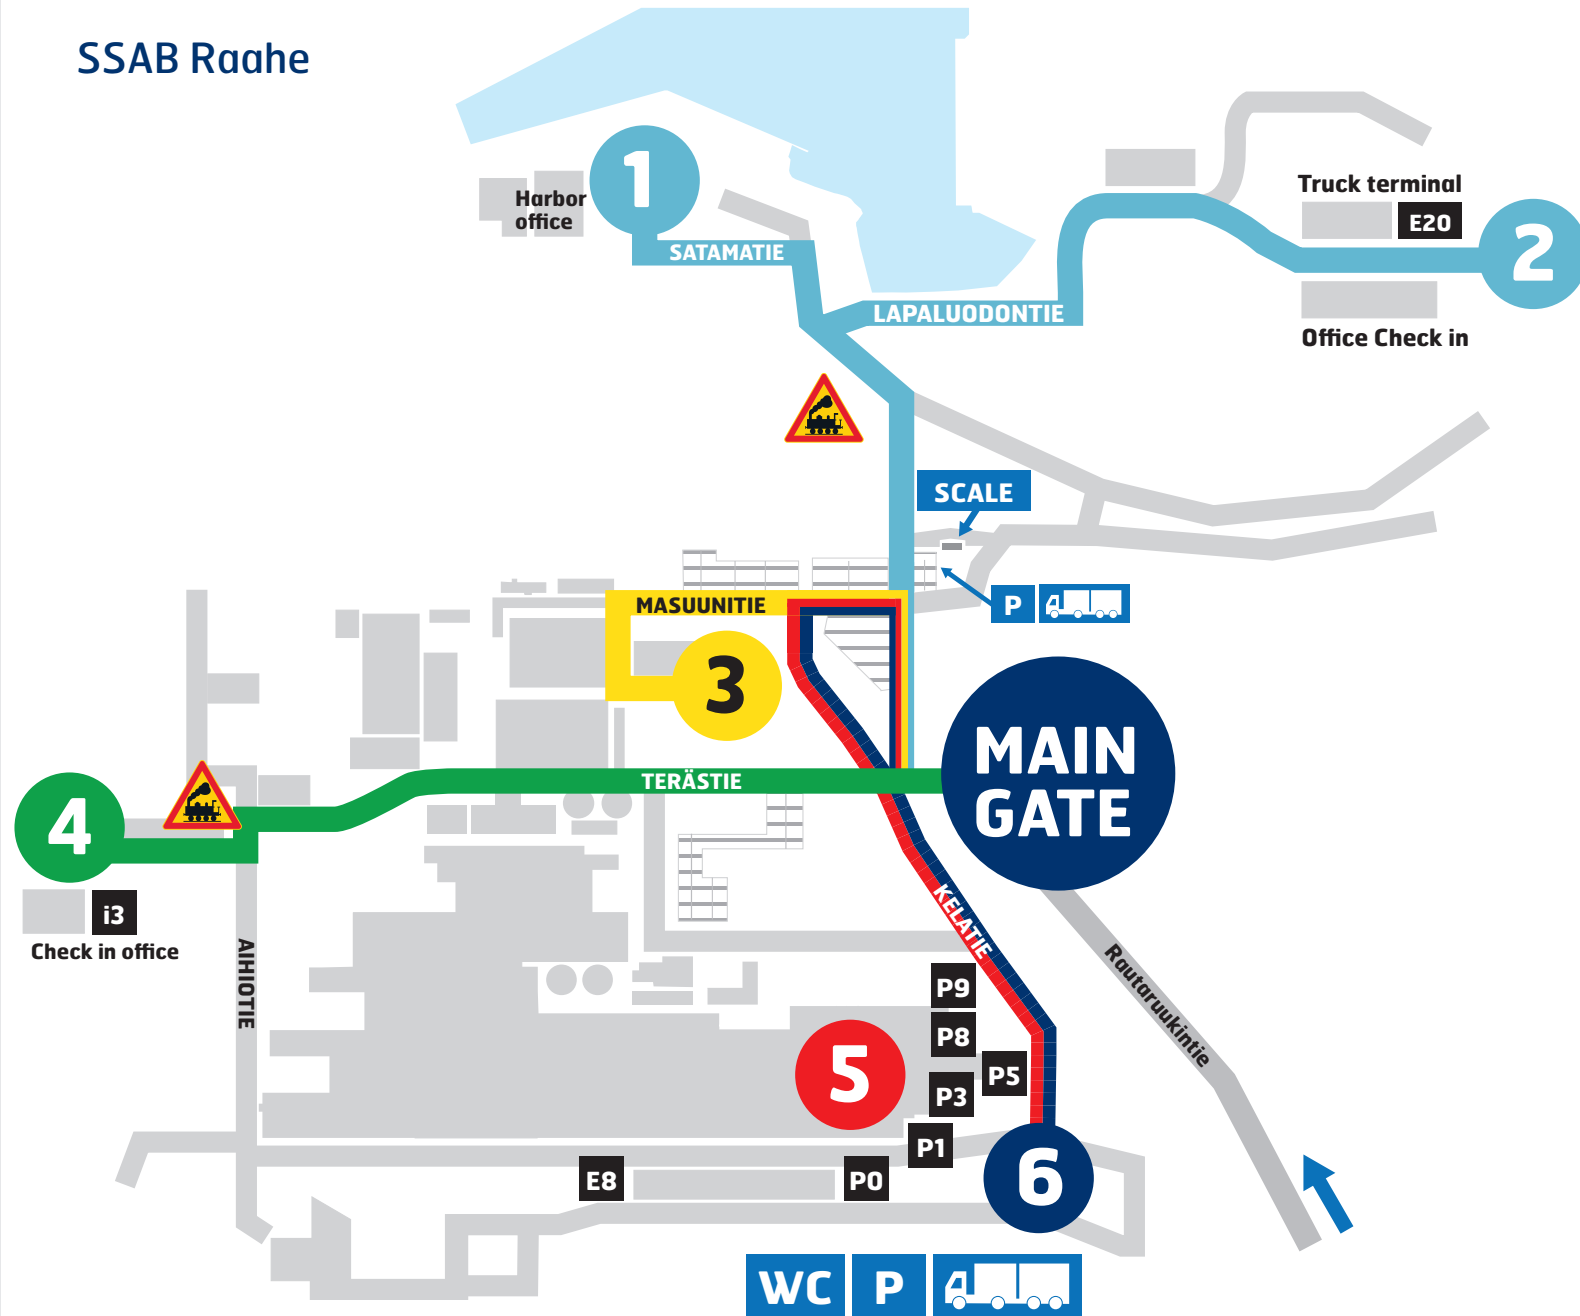 SSAB Raahe
1
Harbor
office
SATAMATIE
LAPALUODONTIE
Truck terminal
E20
2
Office Check in
SCALE
P
MASUUNITIE
3
MAIN
GATE
TERÄSTIE
4
i3
Check in office
AIHIOTIE
KELATIE
Rautaruukintie
P9
P8
5
P5
P3
P1
E8
P0
6
WC
P